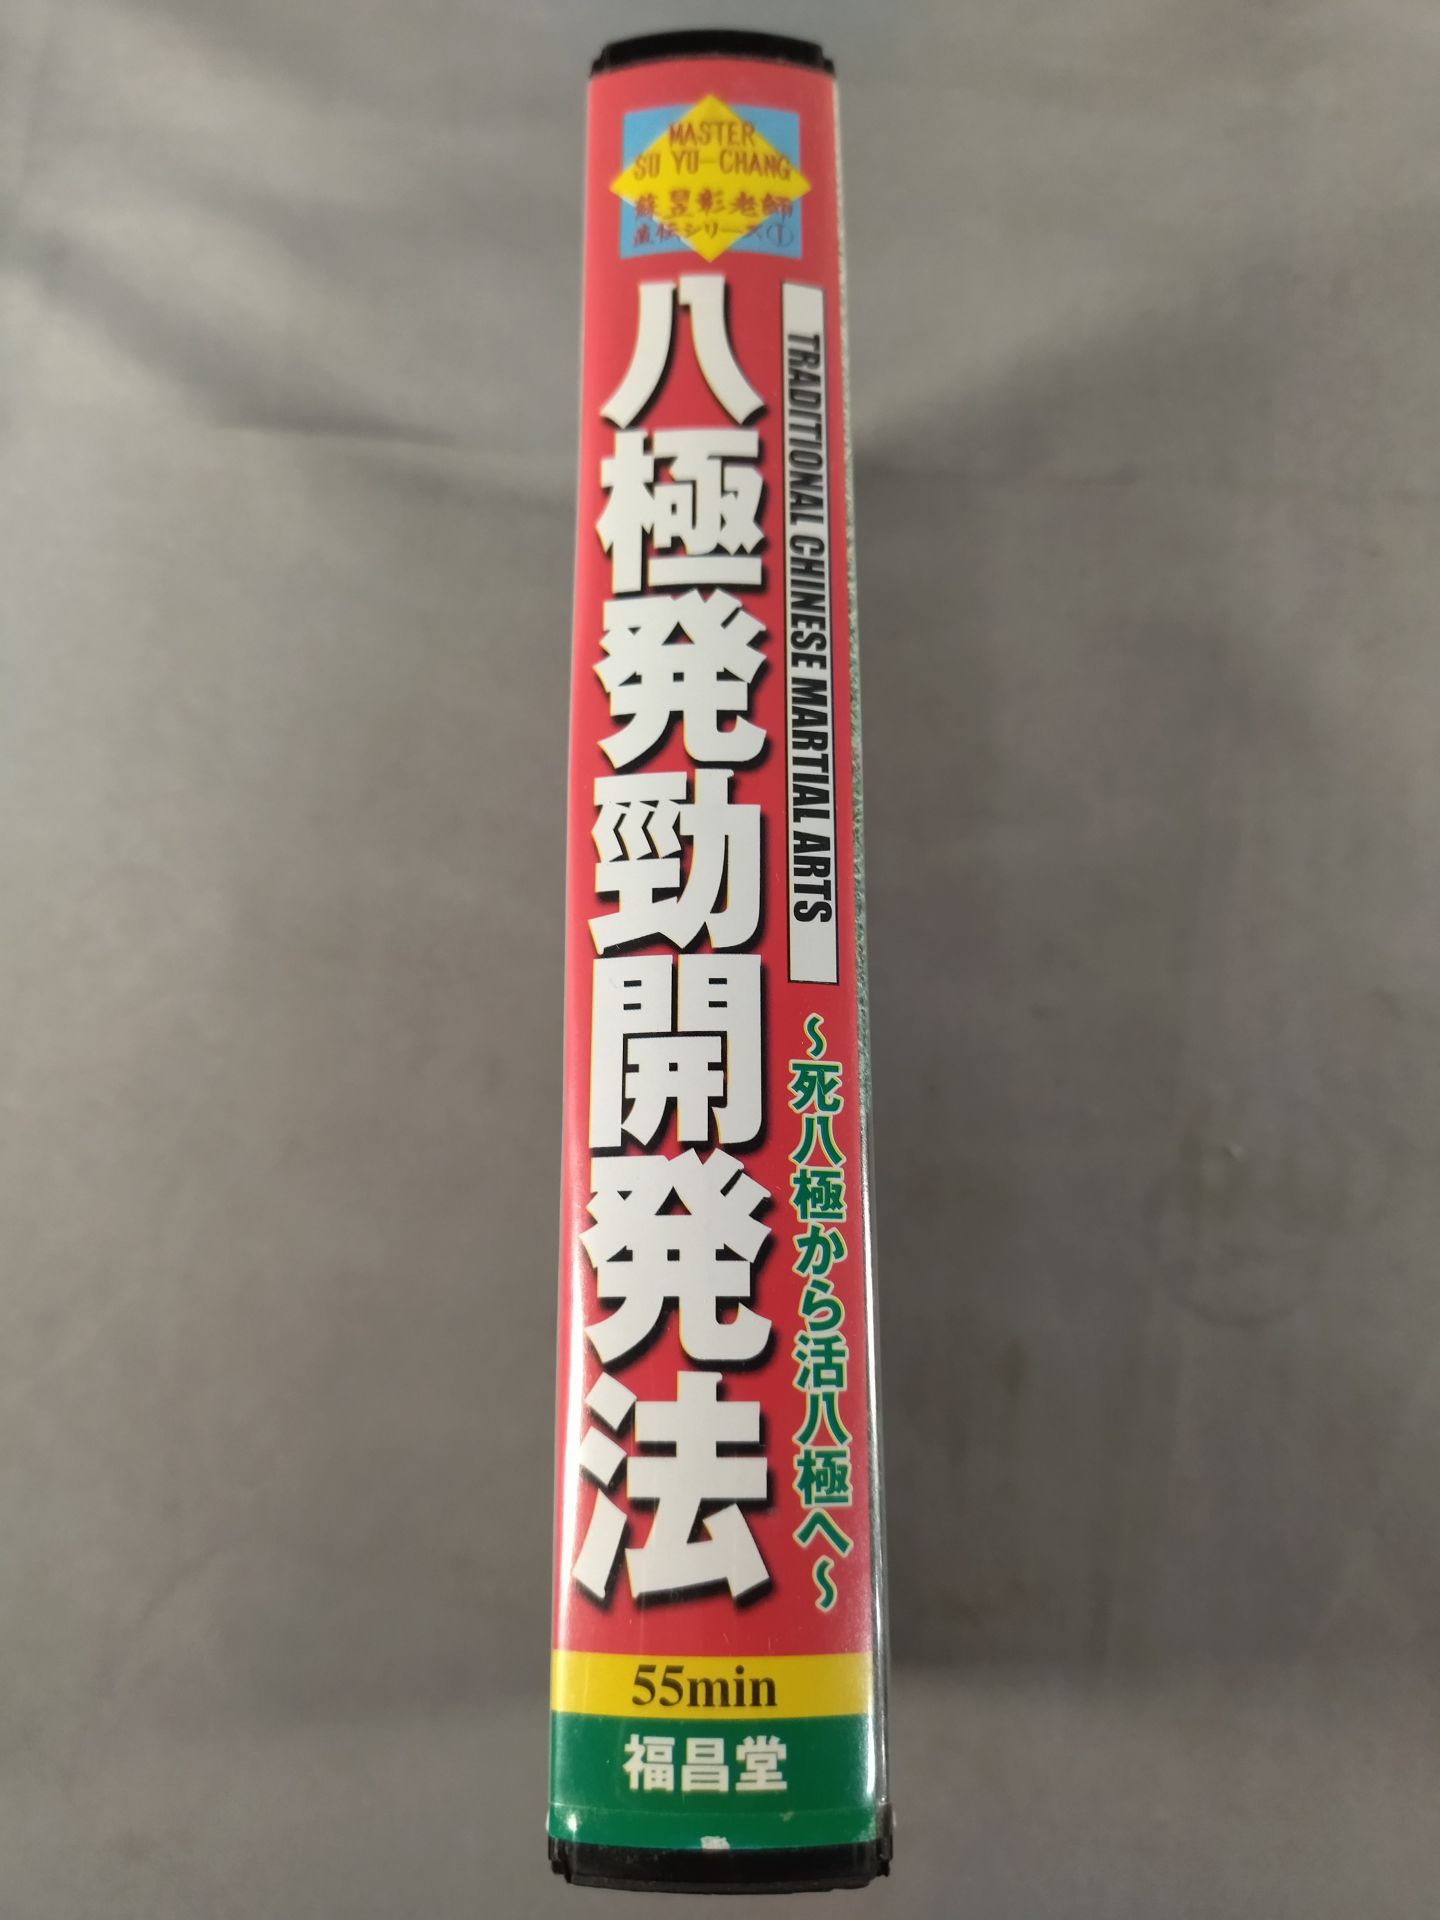 MASTER
SU YU-CHANG
蘇昱彰老師
直伝シリーズ①
八極発勁開発法
TRADITIONAL CHINESE MARTIAL ARTS
～死八極から活八極へ～
55min
福昌堂